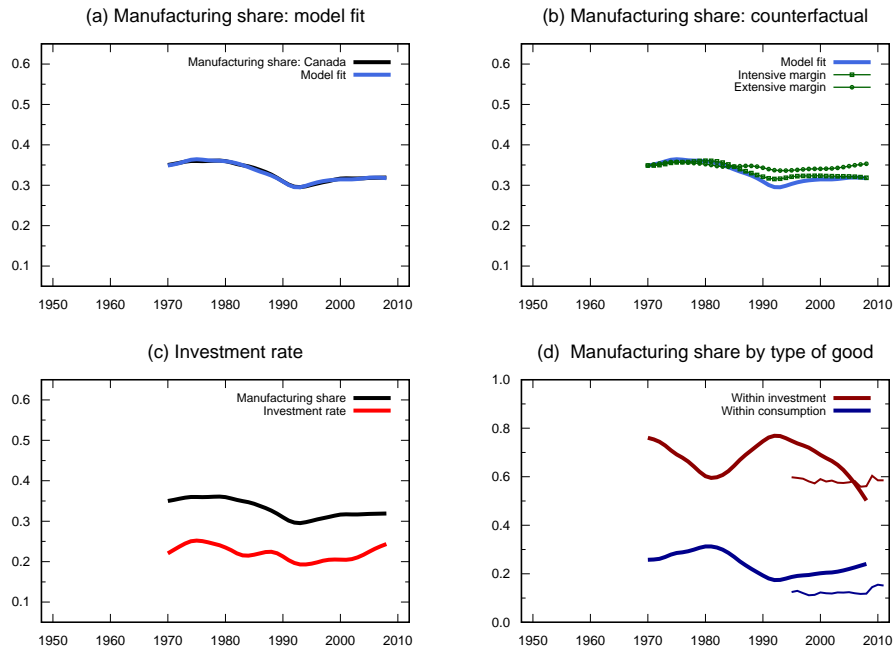 (a) Manufacturing share: model fit
0.6
0.5
0.4
0.3
0.2
0.1
Manufacturing share: Canada
Model fit
1950 1960 1970 1980 1990 2000 2010
(b) Manufacturing share: counterfactual
0.6
0.5
0.4
0.3
0.2
0.1
Model fit
Intensive margin
Extensive margin
1950 1960 1970 1980 1990 2000 2010
(c) Investment rate
0.6
0.5
0.4
0.3
0.2
0.1
Manufacturing share
Investment rate
1950 1960 1970 1980 1990 2000 2010
(d) Manufacturing share by type of good
1.0
0.8
0.6
0.4
0.2
0.0
Within investment
Within consumption
1950 1960 1970 1980 1990 2000 2010